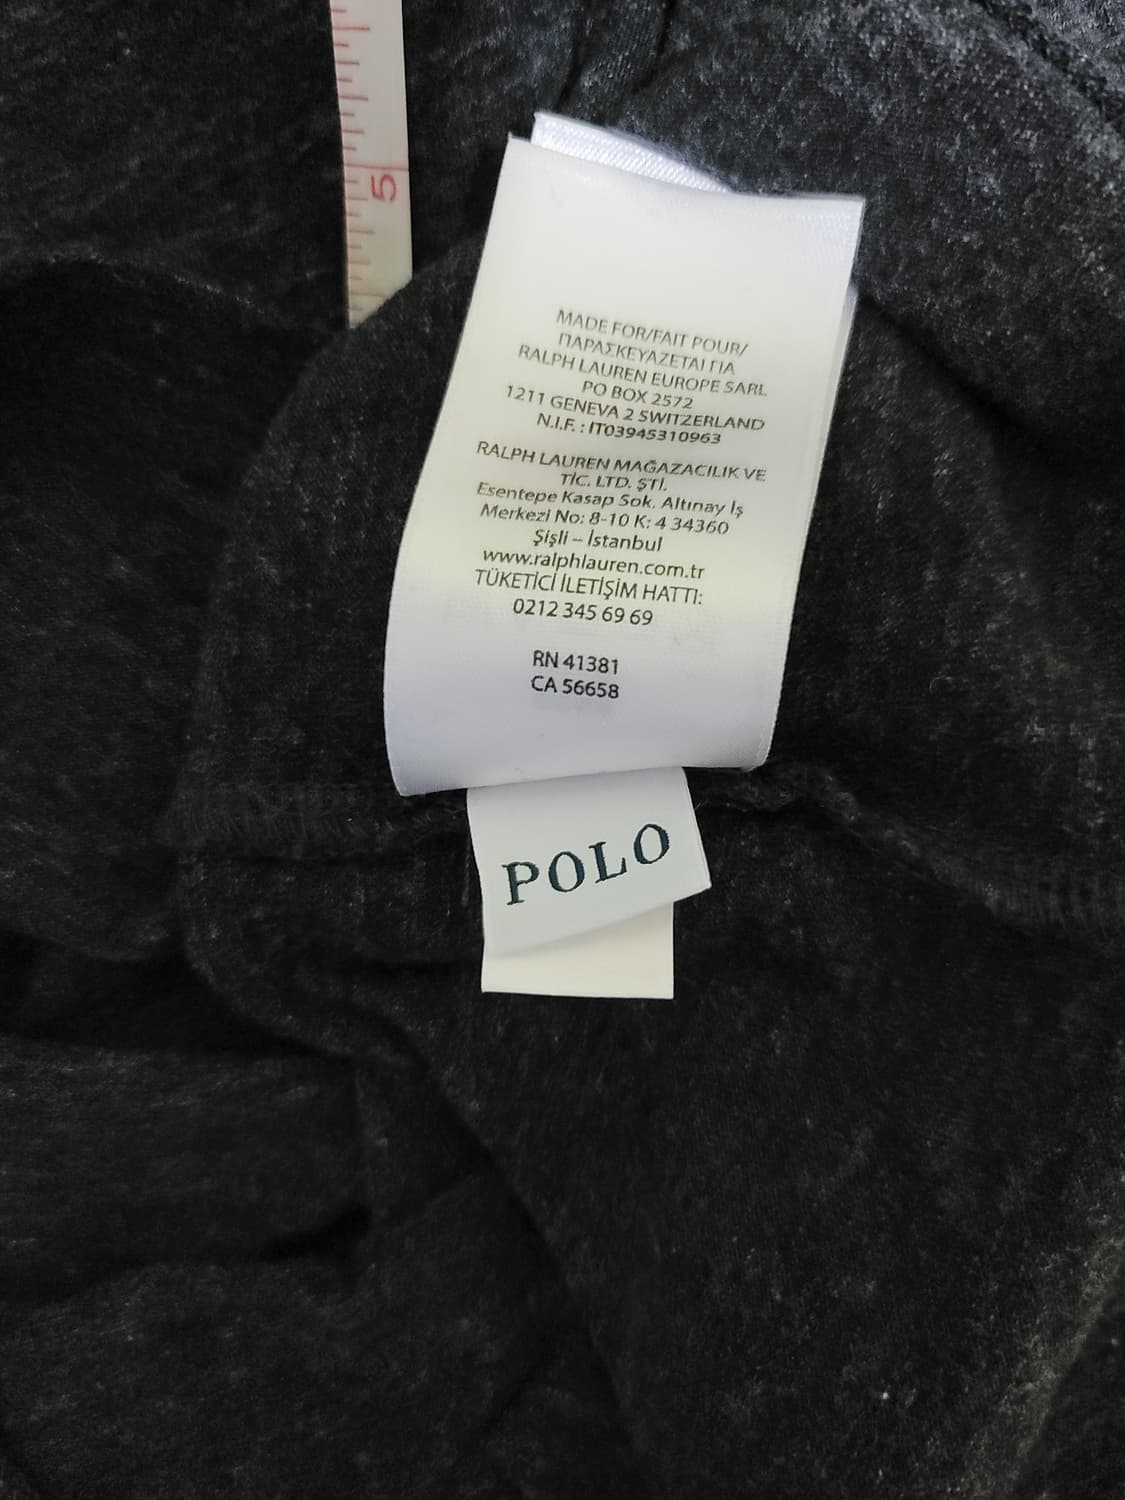 5
MADE FOR/FAIT POUR/
ΠΑΡΑΣΚΕΥΑΖΕΤΑΙ ΓΙΑ
RALPH LAUREN EUROPE SARL
PO BOX 2572
1211 GENEVA 2 SWITZERLAND
N.I.F. : IT03945310963
RALPH LAUREN MAĞAZACILIK VE
TİC. LTD. ŞTİ.
Esentepe Kasap Sok. Altınay İş
Merkezi No: 8-10 K: 4 34360
Şişli – İstanbul
www.ralphlauren.com.tr
TÜKETİCİ İLETİŞİM HATTI:
0212 345 69 69
RN 41381
CA 56658
POLO